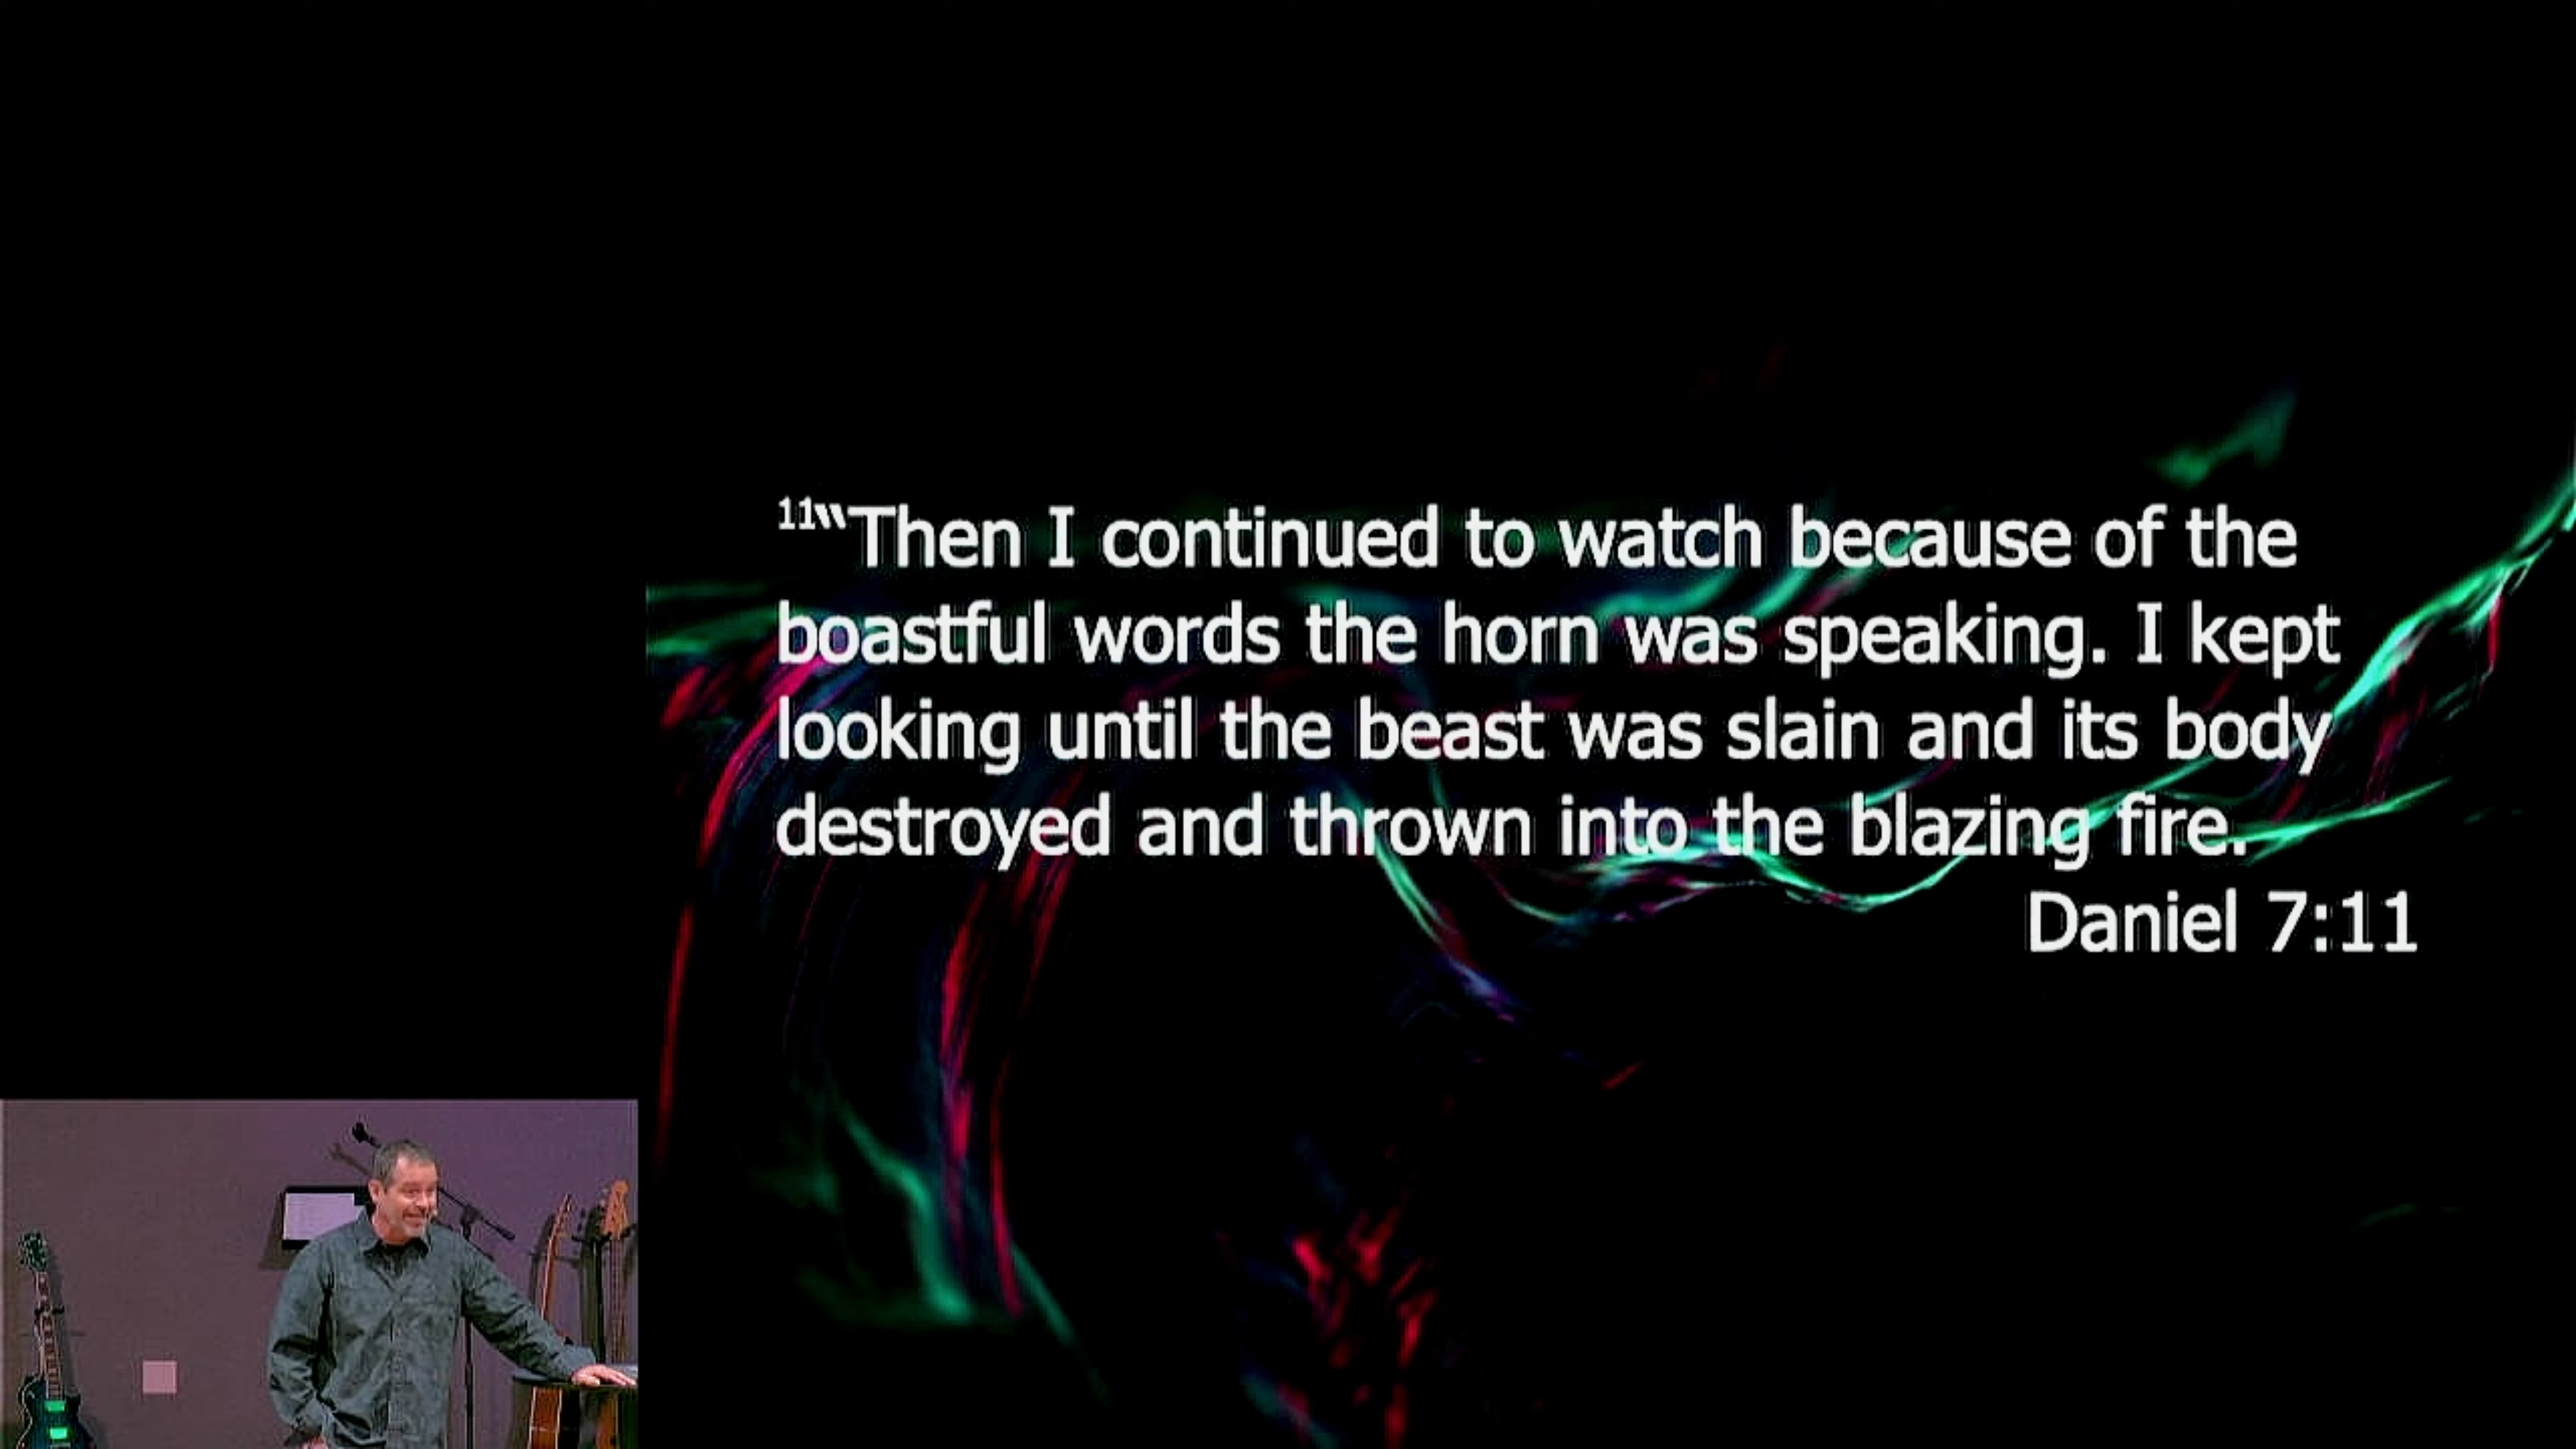 11“Then I continued to watch because of the
boastful words the horn was speaking. I kept
looking until the beast was slain and its body
destroyed and thrown into the blazing fire.
Daniel 7:11